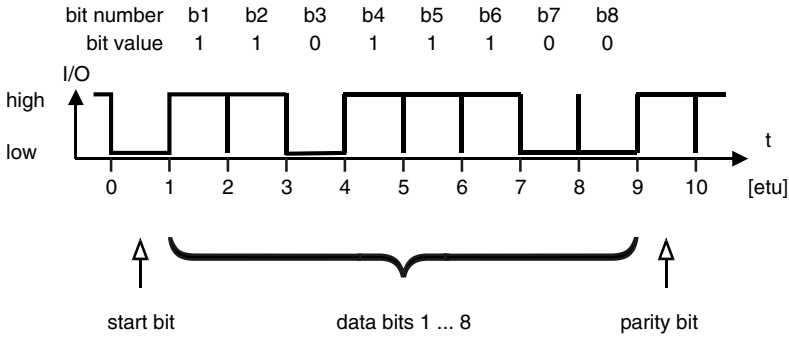 bit number b1 b2 b3 b4 b5 b6 b7 b8
bit value 1 1 0 1 1 1 0 0
I/O
high
low
t
0 1 2 3 4 5 6 7 8 9 10 [etu]
start bit data bits 1 ... 8 parity bit